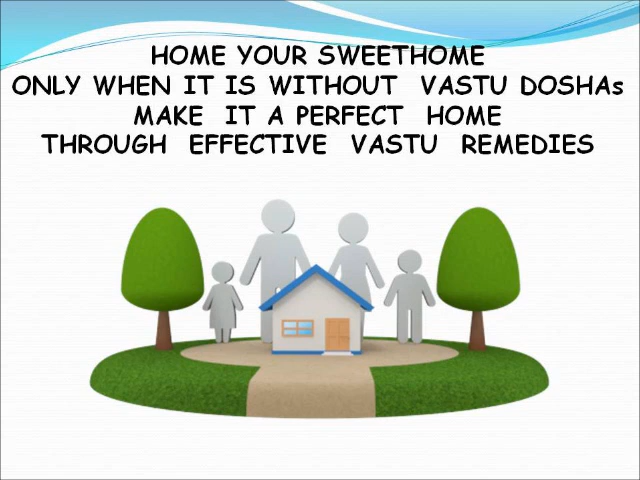 HOME YOUR SWEETHOME
ONLY WHEN IT IS WITHOUT VASTU DOSHAs
MAKE IT A PERFECT HOME
THROUGH EFFECTIVE VASTU REMEDIES